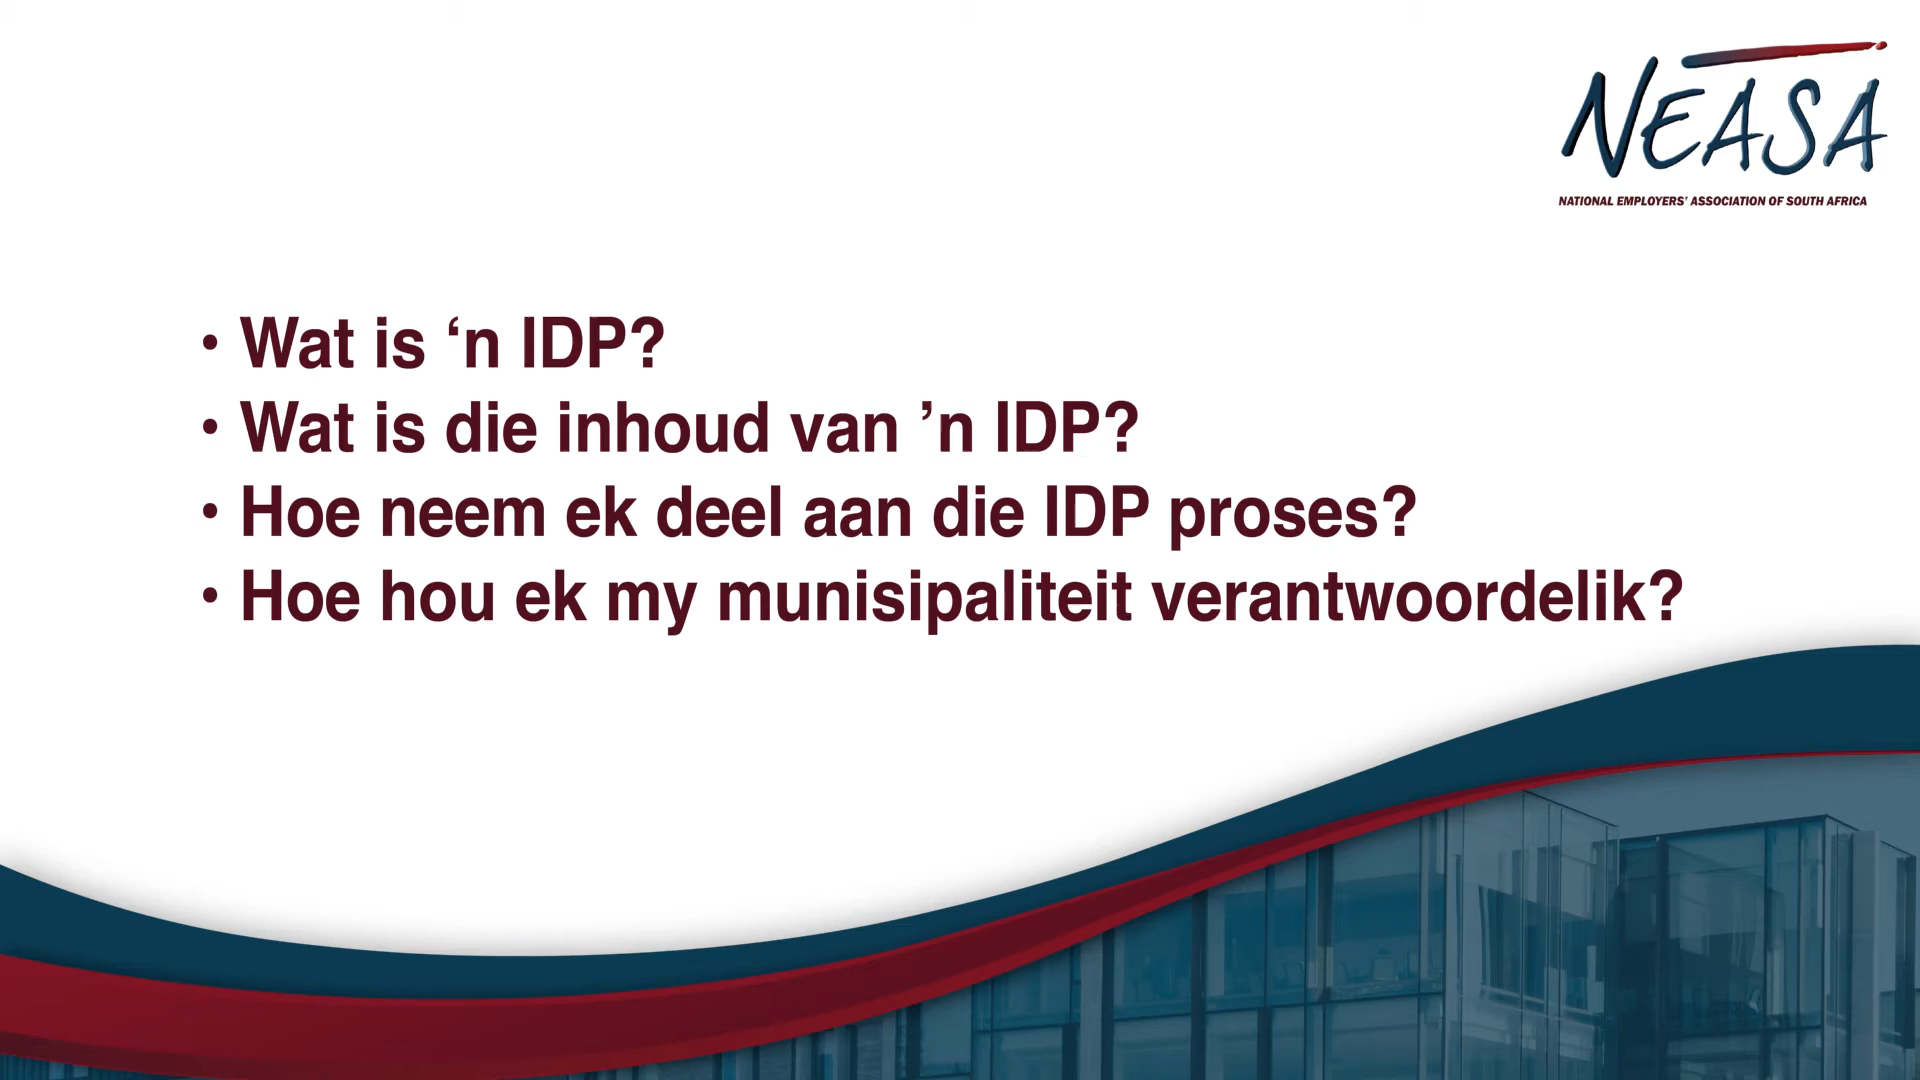 NEASA
NATIONAL EMPLOYERS' ASSOCIATION OF SOUTH AFRICA
• Wat is ‘n IDP?
• Wat is die inhoud van ’n IDP?
• Hoe neem ek deel aan die IDP proses?
• Hoe hou ek my munisipaliteit verantwoordelik?